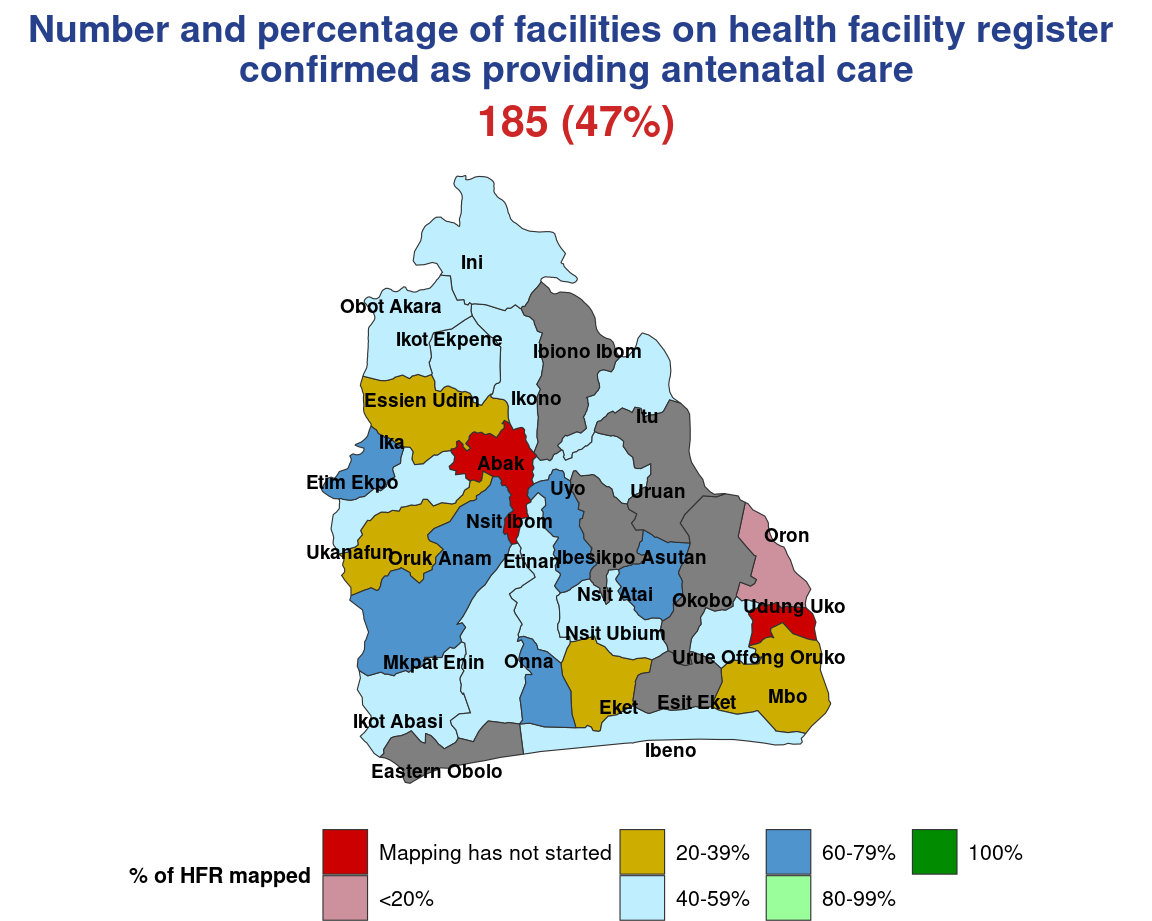 Number and percentage of facilities on health facility register
confirmed as providing antenatal care
185 (47%)
Ini
Obot Akara
Ikot Ekpene
Ibiono Ibom
Essien Udim
Ikono
Itu
Ika
Abak
Etim Ekpo
Uyo
Uruan
Nsit Ibom
Oron
Ukanafun
Oruk Anam
Etinan
Ibesikpo Asutan
Nsit Atai
Okobo
Udung Uko
Nsit Ubium
Mkpat Enin
Onna
Urue Offong Oruko
Mbo
Esit Eket
Eket
Ikot Abasi
Ibeno
Eastern Obolo
% of HFR mapped
Mapping has not started
20-39%
60-79%
100%
<20%
40-59%
80-99%